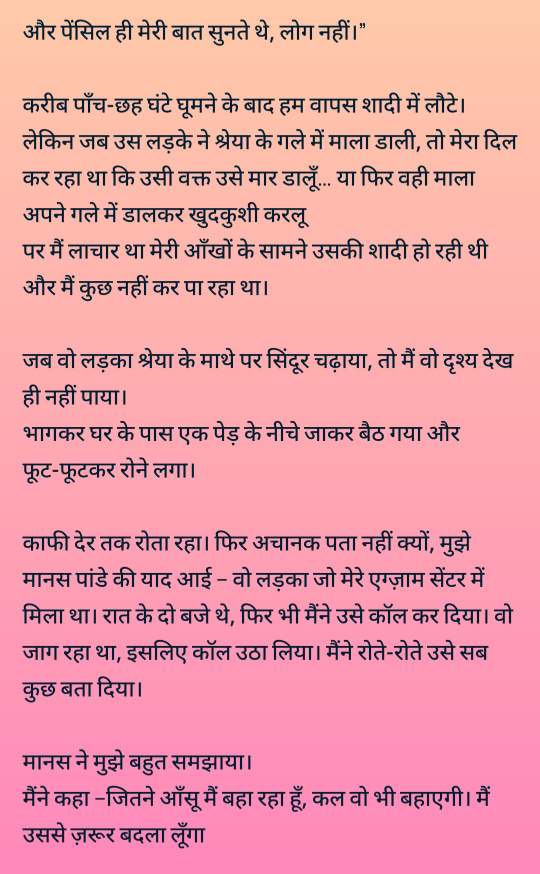 और पेंसिल ही मेरी बात सुनते थे, लोग नहीं।”
करीब पाँच-छह घंटे घूमने के बाद हम वापस शादी में लौटे।
लेकिन जब उस लड़के ने श्रेया के गले में माला डाली, तो मेरा दिल
कर रहा था कि उसी वक्त उसे मार डालूँ... या फिर वही माला
अपने गले में डालकर खुदकुशी करलू
पर मैं लाचार था मेरी आँखों के सामने उसकी शादी हो रही थी
और मैं कुछ नहीं कर पा रहा था।
जब वो लड़का श्रेया के माथे पर सिंदूर चढ़ाया, तो मैं वो दृश्य देख
ही नहीं पाया।
भागकर घर के पास एक पेड़ के नीचे जाकर बैठ गया और
फूट-फूटकर रोने लगा।
काफी देर तक रोता रहा। फिर अचानक पता नहीं क्यों, मुझे
मानस पांडे की याद आई – वो लड़का जो मेरे एग्ज़ाम सेंटर में
मिला था। रात के दो बजे थे, फिर भी मैंने उसे कॉल कर दिया। वो
जाग रहा था, इसलिए कॉल उठा लिया। मैंने रोते-रोते उसे सब
कुछ बता दिया।
मानस ने मुझे बहुत समझाया।
मैंने कहा –जितने आँसू मैं बहा रहा हूँ, कल वो भी बहाएगी। मैं
उससे ज़रूर बदला लूँगा